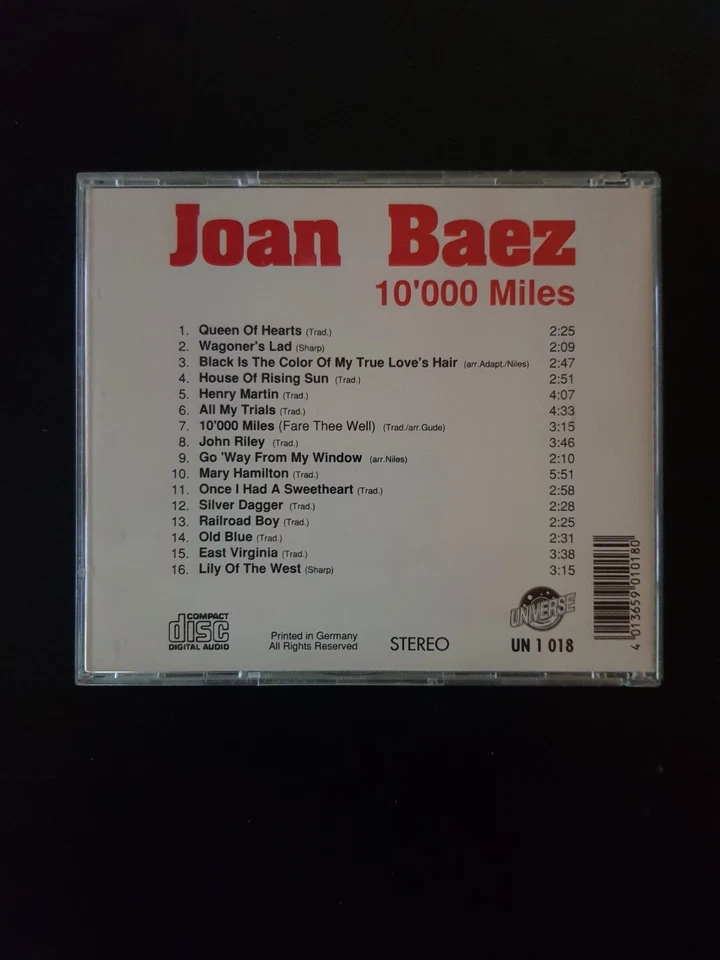 Joan Baez
10'000 Miles
1. Queen Of Hearts (Trad.) 2:25
2. Wagoner's Lad (Sharp) 2:09
3. Black Is The Color Of My True Love's Hair (arr.Adapt./Niles) 2:47
4. House Of Rising Sun (Trad.) 2:51
5. Henry Martin (Trad.) 4:07
6. All My Trials (Trad.) 4:33
7. 10'000 Miles (Fare Thee Well) (Trad./arr.Gude) 3:15
8. John Riley (Trad.) 3:46
9. Go 'Way From My Window (arr.Niles) 2:10
10. Mary Hamilton (Trad.) 5:51
11. Once I Had A Sweetheart (Trad.) 2:58
12. Silver Dagger (Trad.) 2:28
13. Railroad Boy (Trad.) 2:25
14. Old Blue (Trad.) 2:31
15. East Virginia (Trad.) 3:38
16. Lily Of The West (Sharp) 3:15
COMPACT
disc
DIGITAL AUDIO
Printed in Germany
All Rights Reserved
STEREO
UNIVERSE
UN 1 018
4 013659 010180